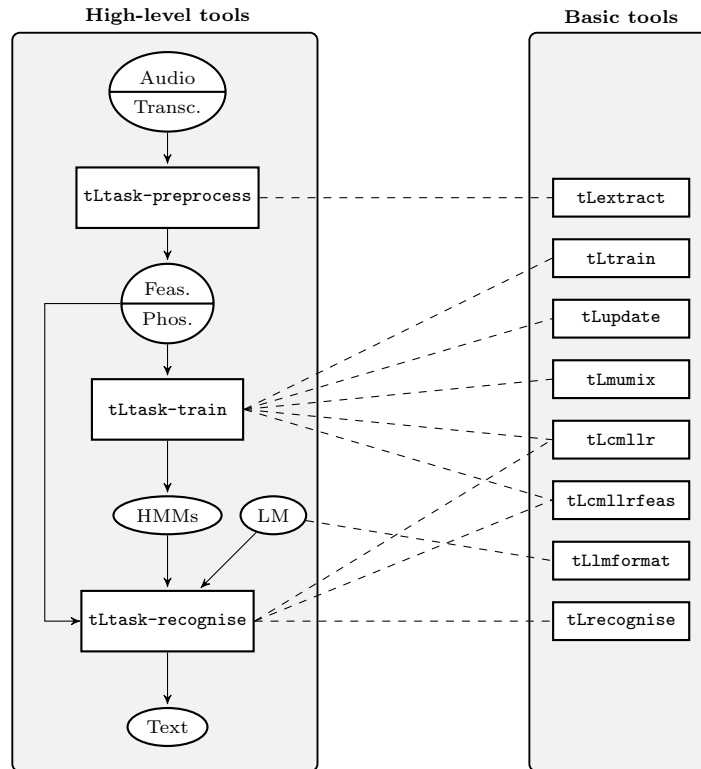 High-level tools
Audio
Transc.
tLtask-preprocess
Feas.
Phos.
tLtask-train
HMMs
LM
tLtask-recognise
Text
Basic tools
tLextract
tLtrain
tLupdate
tLmumix
tLcmllr
tLcmllrfeas
tLlmformat
tLrecognise